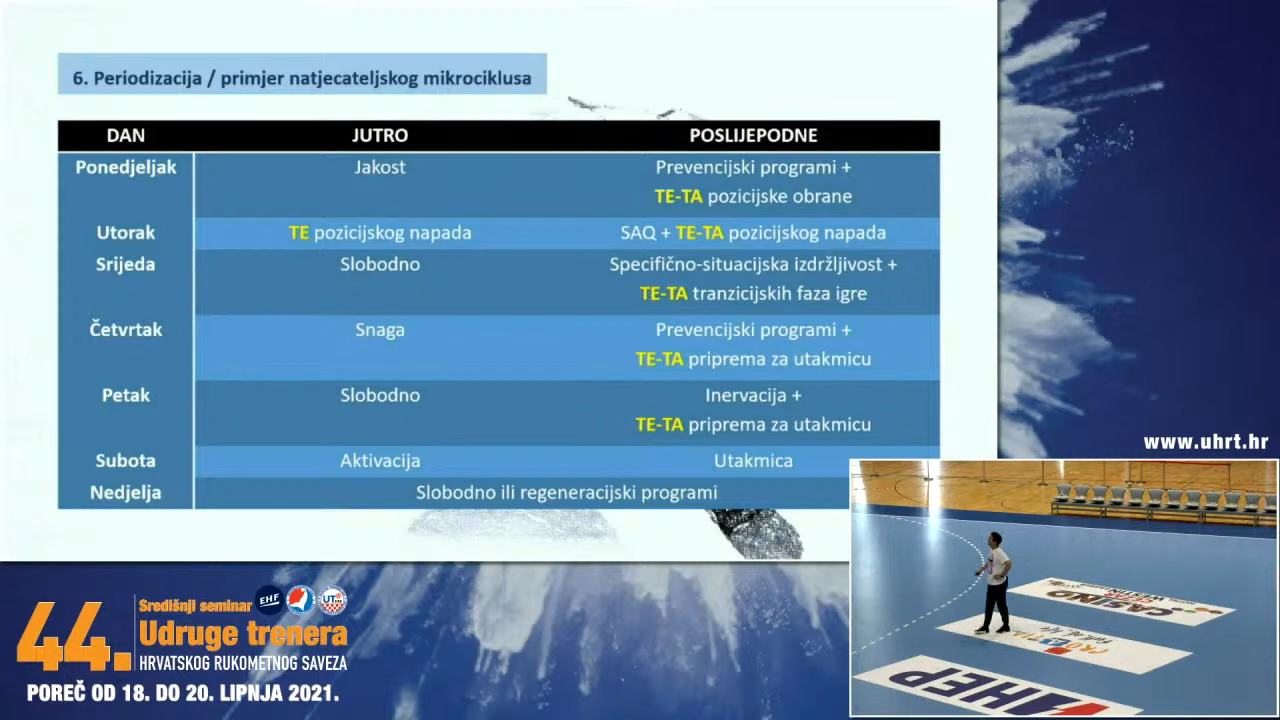 6. Periodizacija / primjer natjecateljskog mikrociklusa
DAN JUTRO POSLIJEPODNE
Ponedjeljak Jakost Prevencijski programi +
TE-TA pozicijske obrane
Utorak TE pozicijskog napada SAQ + TE-TA pozicijskog napada
Srijeda Slobodno Specifično-situacijska izdržljivost +
TE-TA tranzicijskih faza igre
Četvrtak Snaga Prevencijski programi +
TE-TA priprema za utakmicu
Petak Slobodno Inervacija +
TE-TA priprema za utakmicu
Subota Aktivacija Utakmica
Nedjelja Slobodno ili regeneracijski programi
www.uhrt.hr
CASINO
HEP
44.
Središnji seminar
EHF
Udruge trenera
HRVATSKOG RUKOMETNOG SAVEZA
POREČ OD 18. DO 20. LIPNJA 2021.